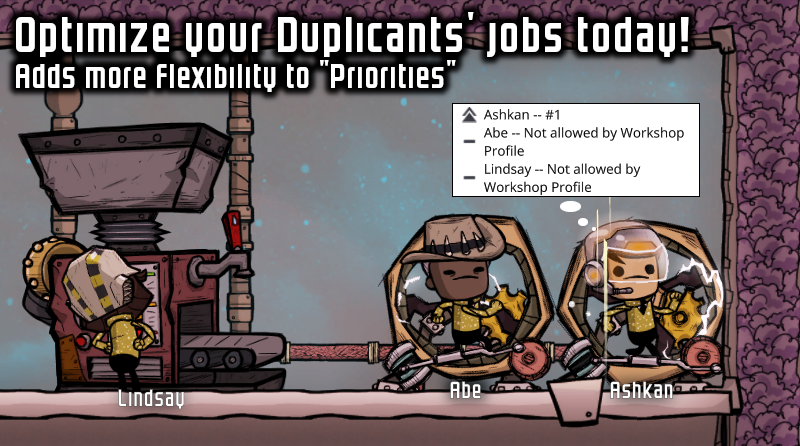 Optimize your Duplicants' jobs today!
Adds more Flexibility to "Priorities"
Ashkan -- #1
Abe -- Not allowed by Workshop
Profile
Lindsay -- Not allowed by
Workshop Profile
Lindsay
Abe
Ashkan